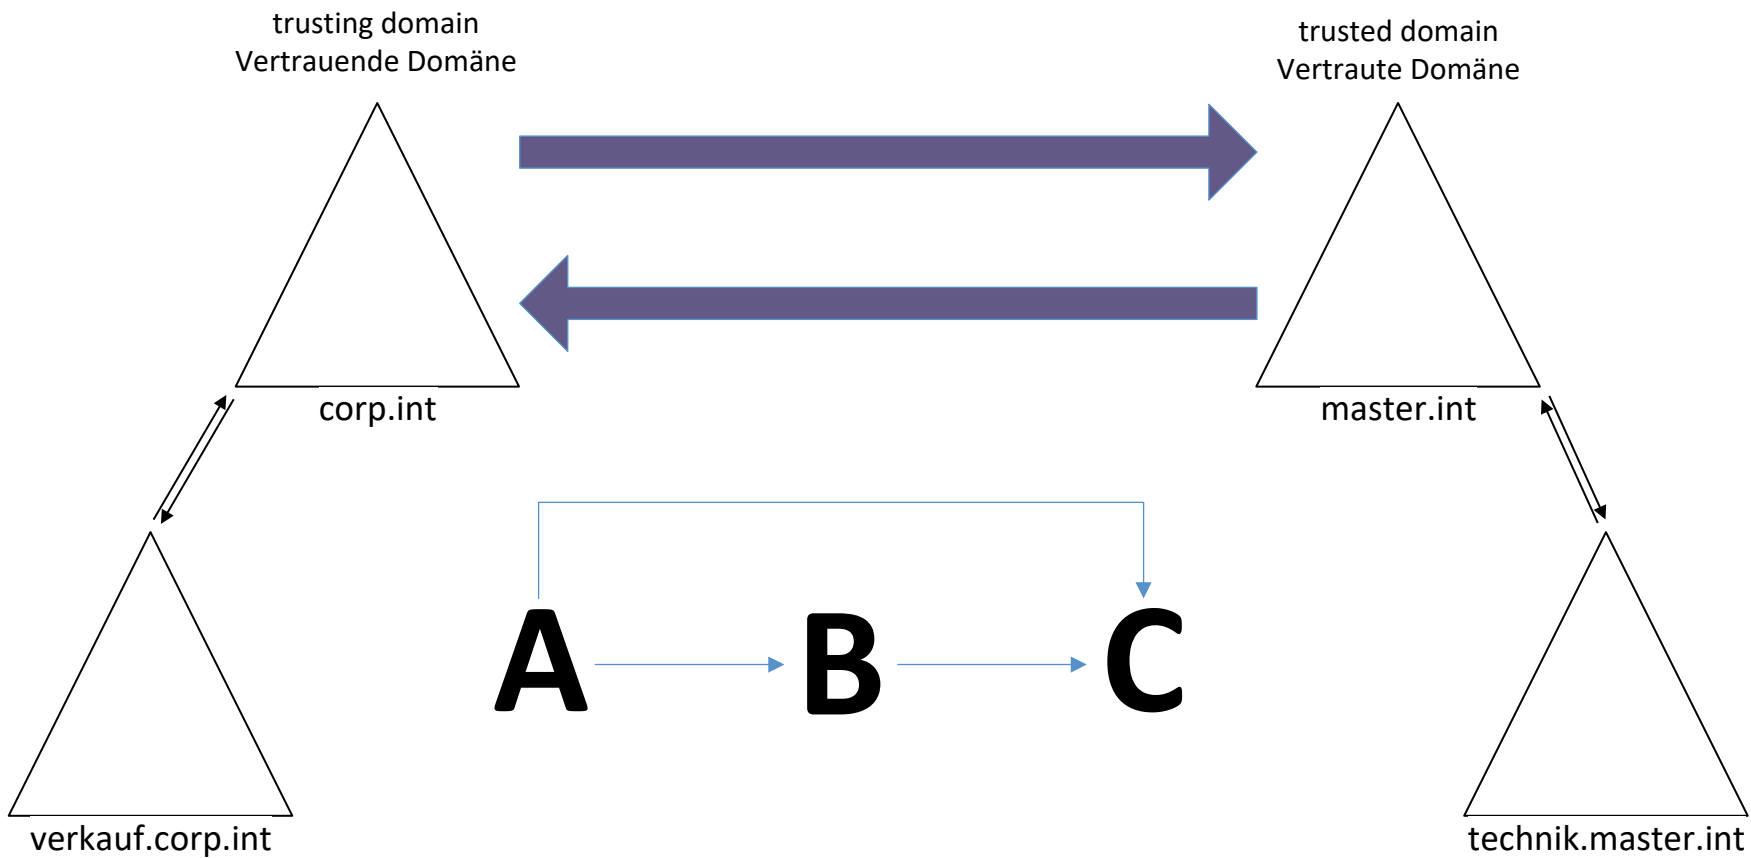 trusting domain
Vertrauende Domäne
trusted domain
Vertraute Domäne
corp.int
master.int
A
B
C
verkauf.corp.int
technik.master.int